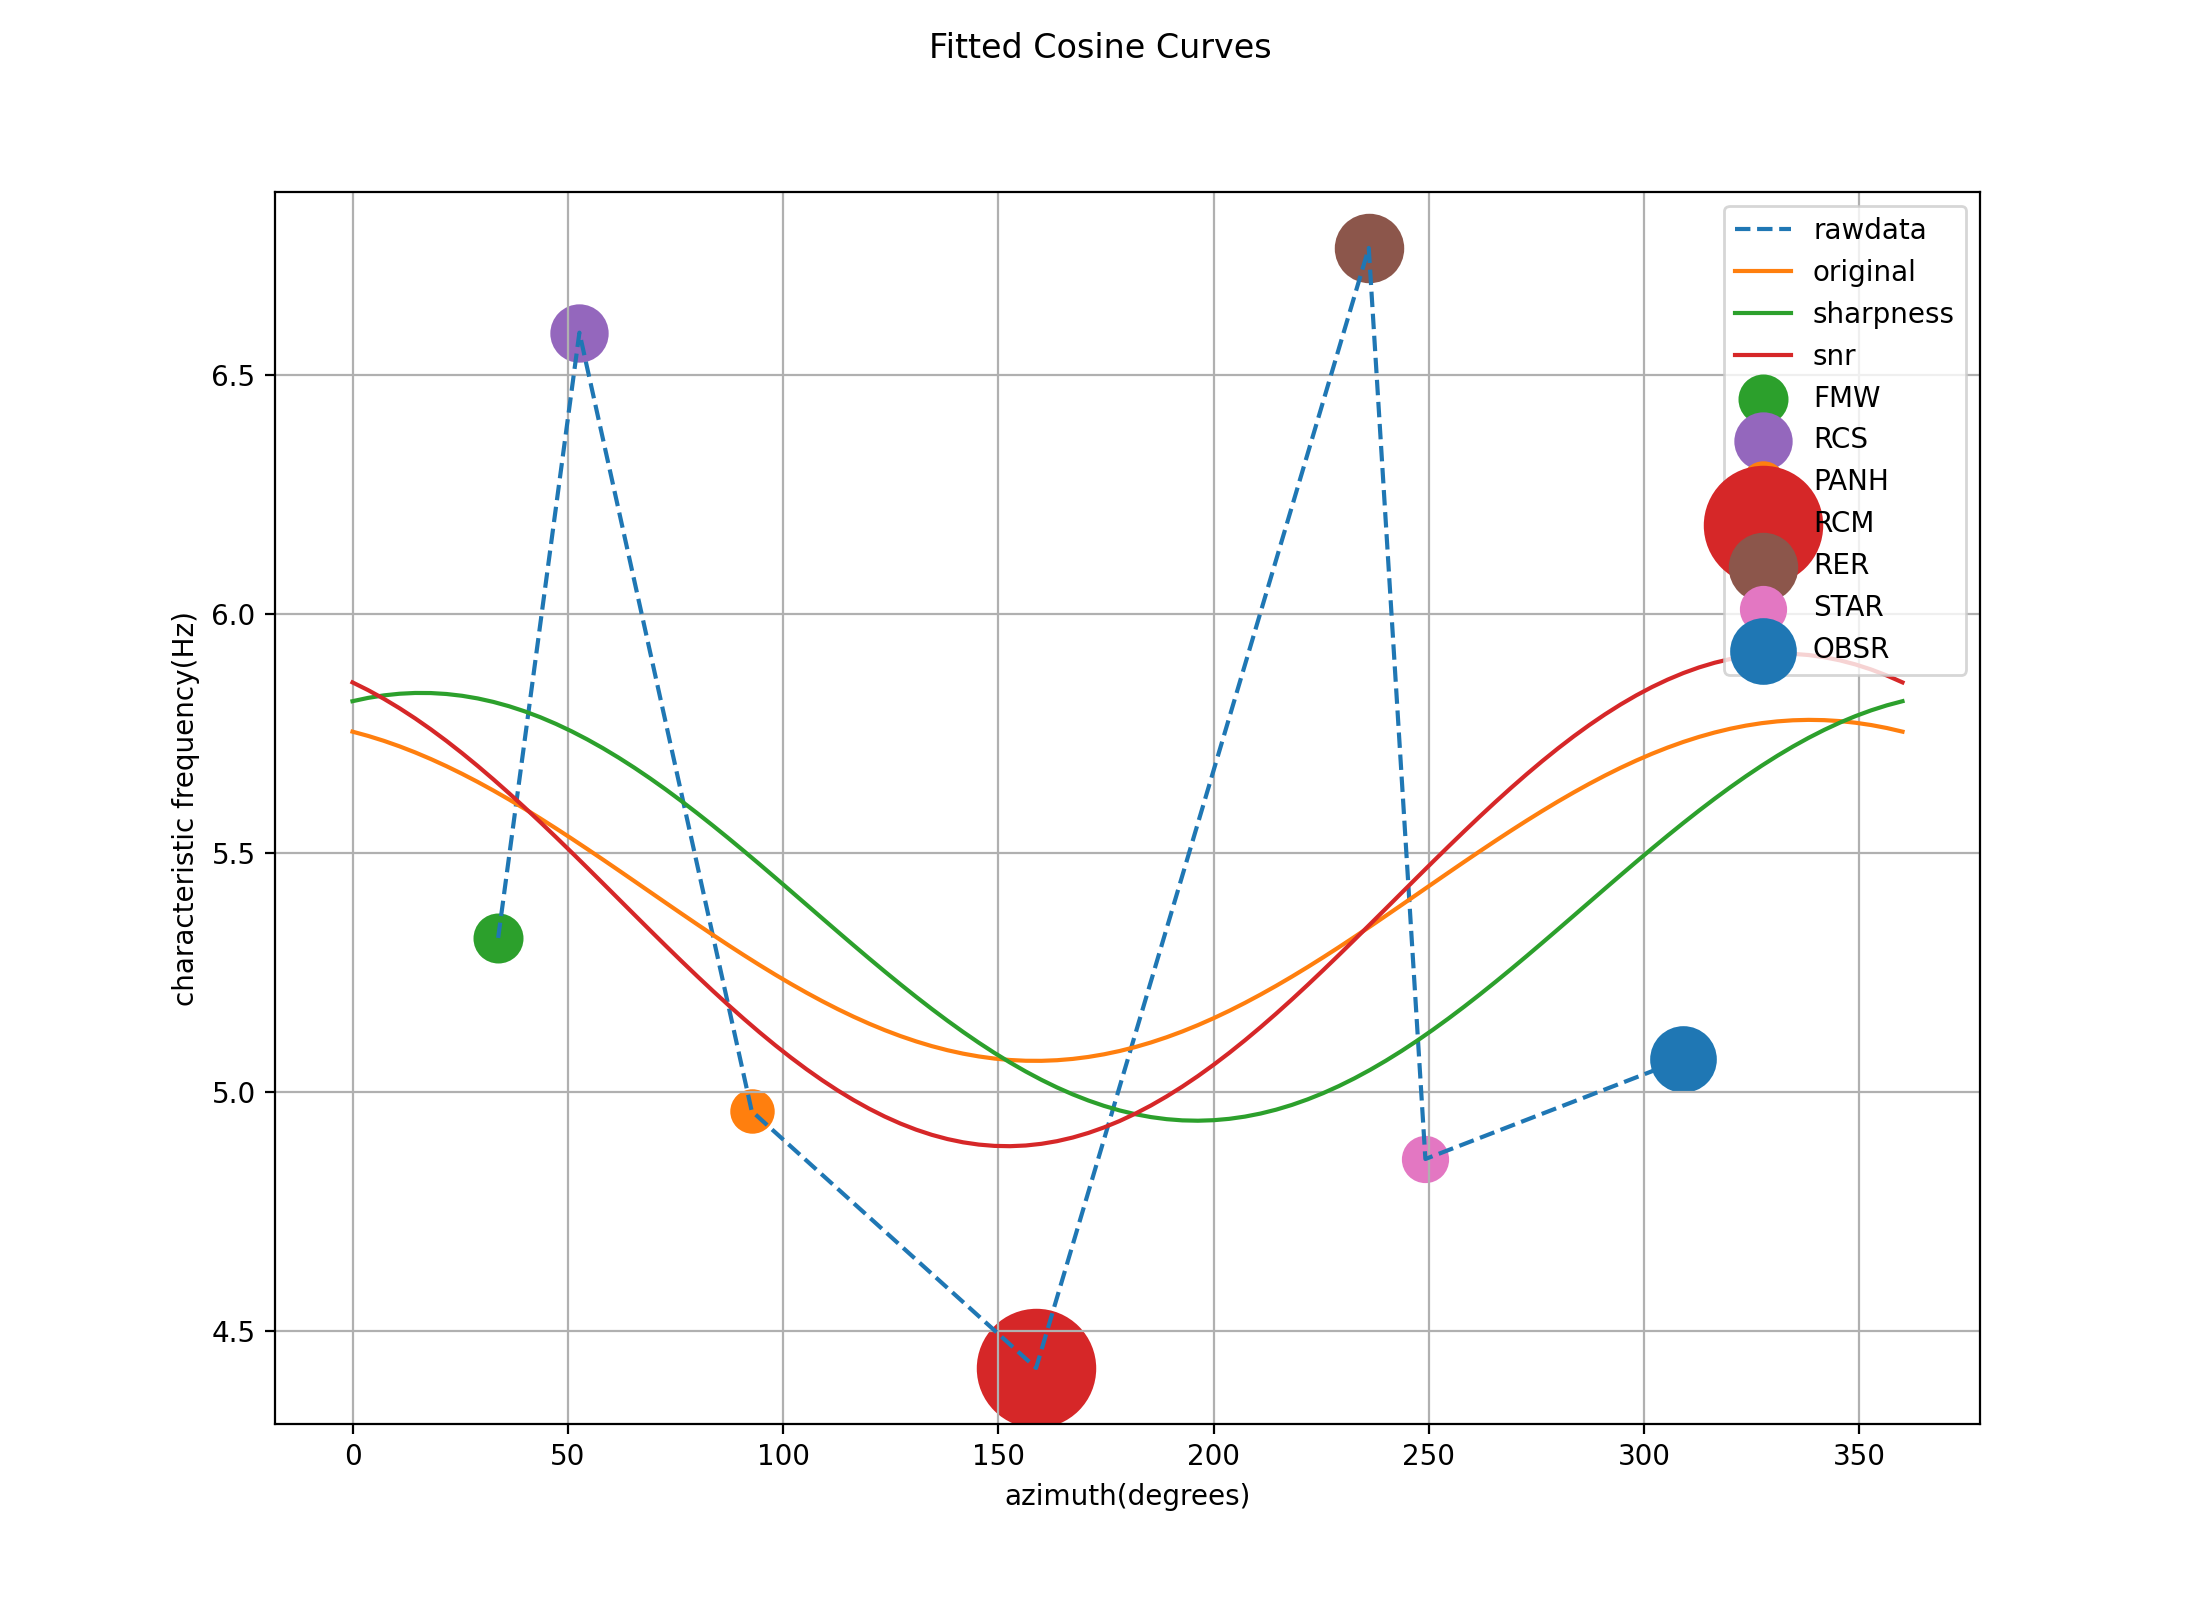 Fitted Cosine Curves
characteristic frequency(Hz)
6.5
6.0
5.5
5.0
4.5
0 50 100 150 200 250 300 350
azimuth(degrees)
rawdata
original
sharpness
snr
FMW
RCS
PANH
RCM
RER
STAR
OBSR